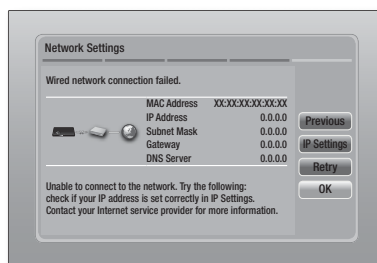 Network Settings
Wired network connection failed.
MAC Address XX:XX:XX:XX:XX:XX
IP Address 0.0.0.0
Subnet Mask 0.0.0.0
Gateway 0.0.0.0
DNS Server 0.0.0.0
Unable to connect to the network. Try the following:
check if your IP address is set correctly in IP Settings.
Contact your Internet service provider for more information.
Previous
IP Settings
Retry
OK